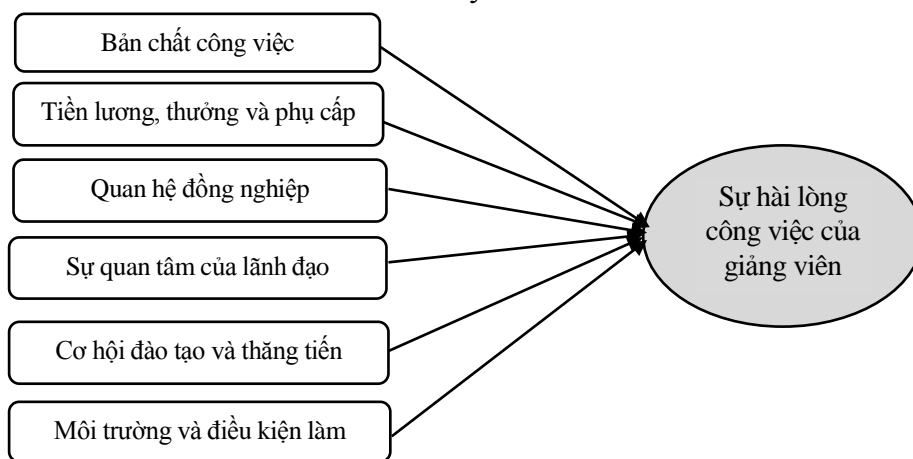 Bản chất công việc
Tiền lương, thưởng và phụ cấp
Quan hệ đồng nghiệp
Sự quan tâm của lãnh đạo
Cơ hội đào tạo và thăng tiến
Môi trường và điều kiện làm
Sự hài lòng
công việc của
giảng viên